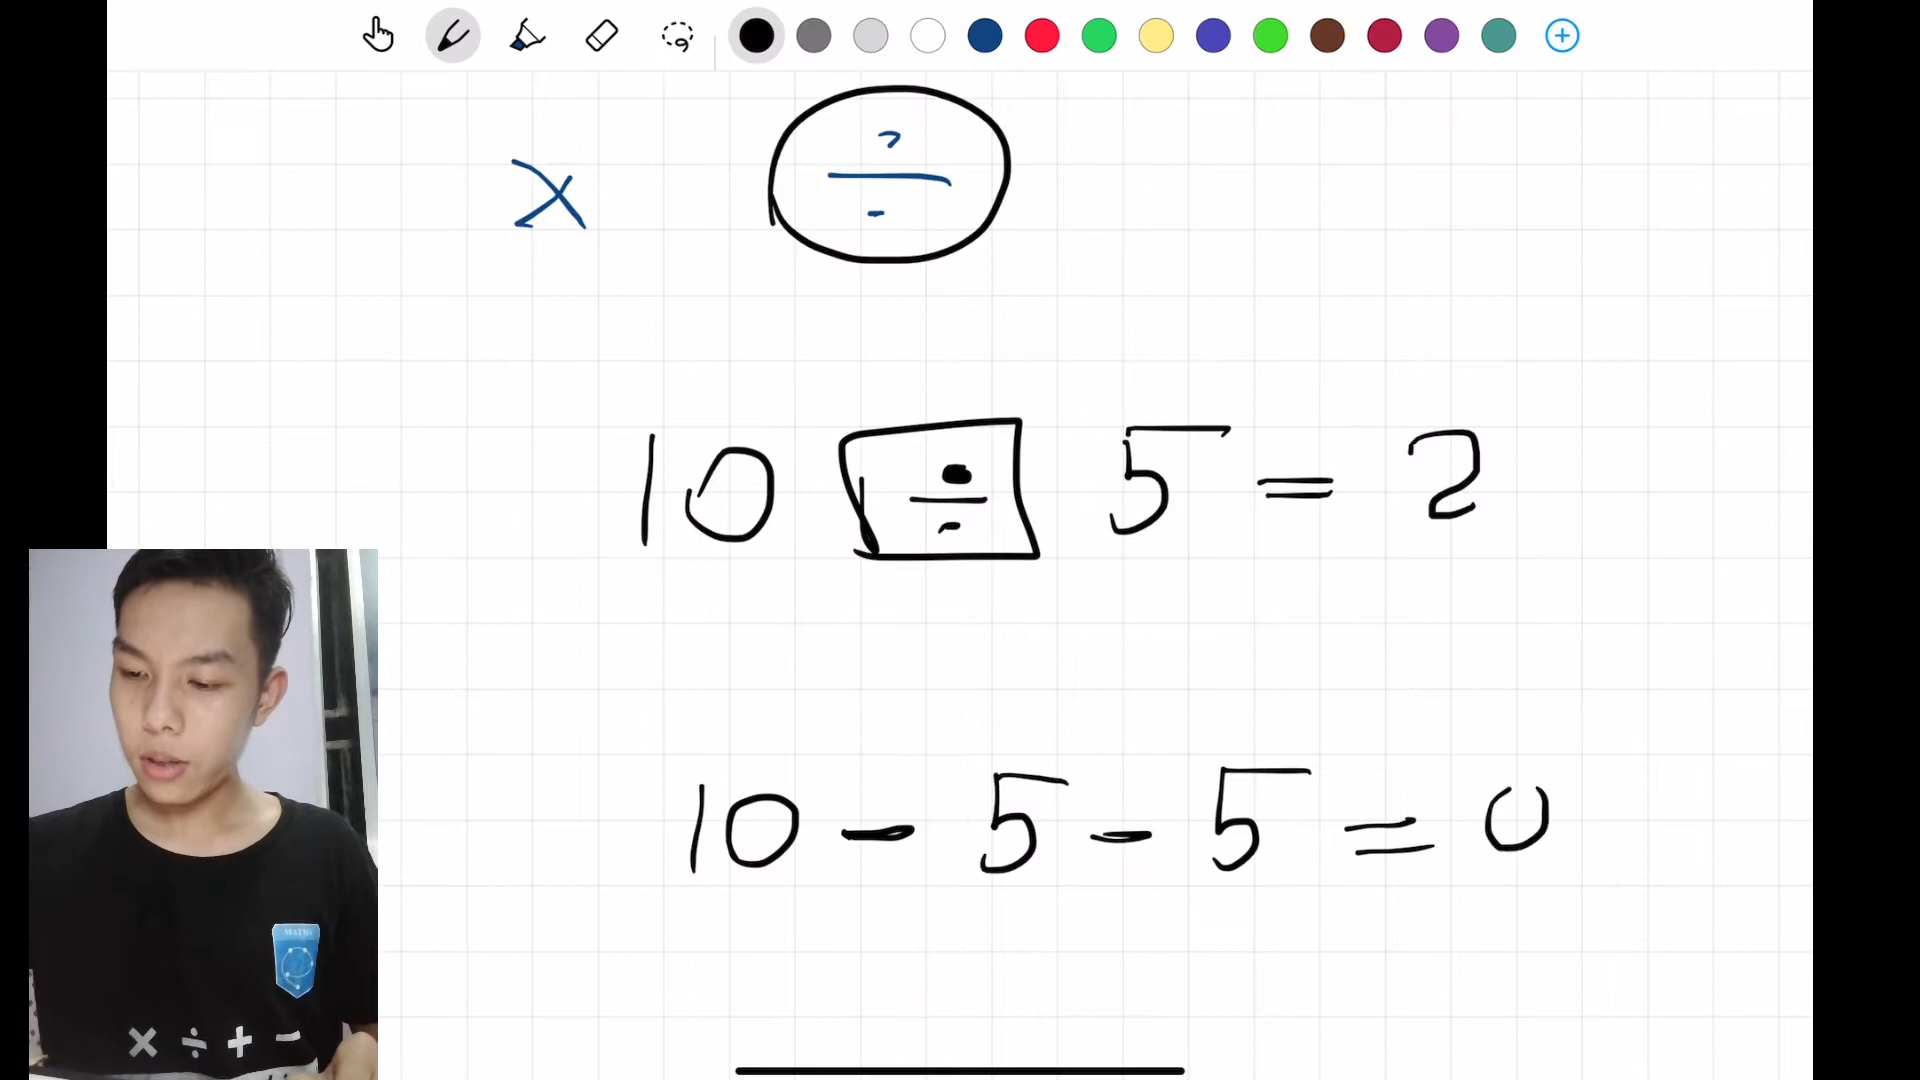 × ÷
10 ÷ 5 = 2
10 - 5 - 5 = 0
MATHS
× ÷ + -